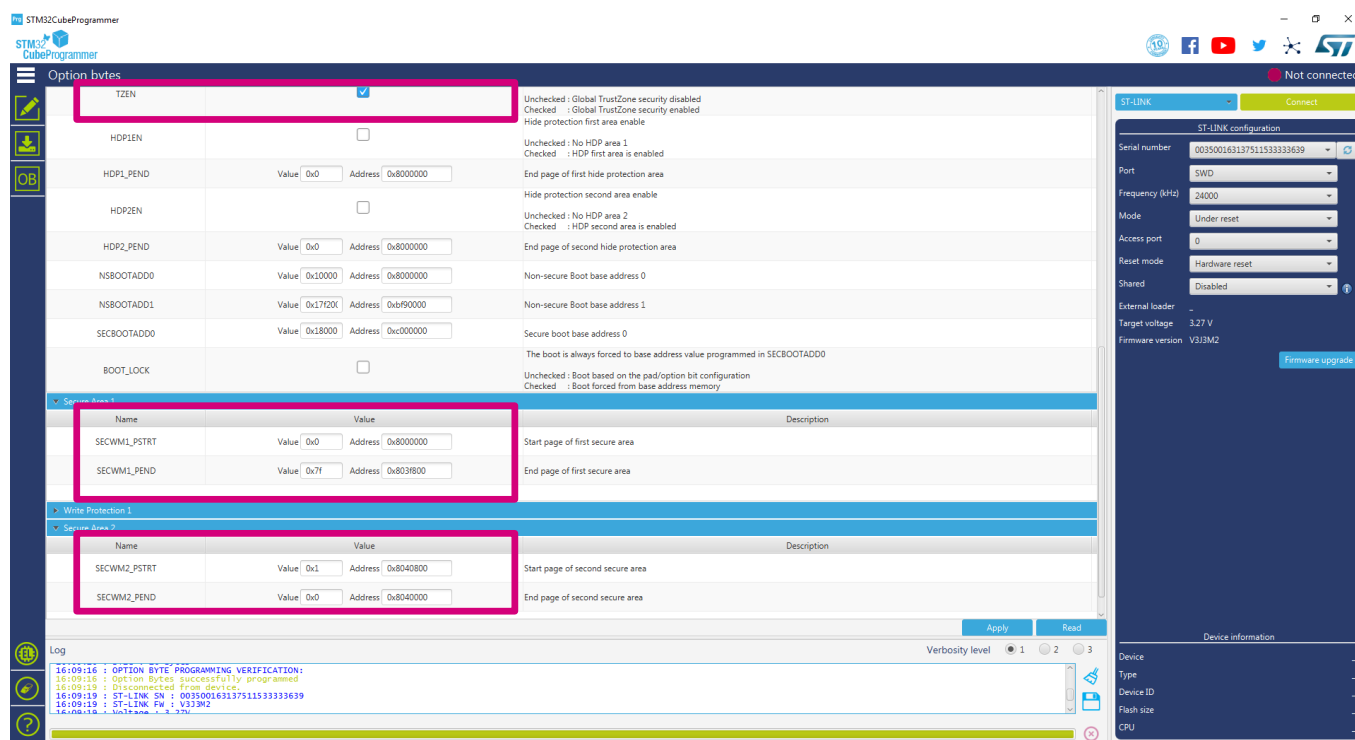 Prg STM32CubeProgrammer
STM32
CubeProgrammer
10
Option bytes
Not connected
TZEN
Unchecked : Global TrustZone security disabled
Checked : Global TrustZone security enabled
HDP1EN
Hide protection first area enable
Unchecked : No HDP area 1
Checked : HDP first area is enabled
HDP1_PEND Value 0x0 Address 0x8000000 End page of first hide protection area
HDP2EN
Hide protection second area enable
Unchecked : No HDP area 2
Checked : HDP second area is enabled
HDP2_PEND Value 0x0 Address 0x8000000 End page of second hide protection area
NSBOOTADD0 Value 0x10000 Address 0x8000000 Non-secure Boot base address 0
NSBOOTADD1 Value 0x17f20( Address 0xbf90000 Non-secure Boot base address 1
SECBOOTADD0 Value 0x18000 Address 0xc000000 Secure boot base address 0
BOOT_LOCK
The boot is always forced to base address value programmed in SECBOOTADD0
Unchecked : Boot based on the pad/option bit configuration
Checked : Boot forced from base address memory
Secure Area 1
Name Value Description
SECWM1_PSTRT Value 0x0 Address 0x8000000 Start page of first secure area
SECWM1_PEND Value 0x7f Address 0x803f800 End page of first secure area
Write Protection 1
Secure Area 2
Name Value Description
SECWM2_PSTRT Value 0x1 Address 0x8040800 Start page of second secure area
SECWM2_PEND Value 0x0 Address 0x8040000 End page of second secure area
Apply Read
OB
Log Verbosity level 1 2 3
16:09:16 : OPTION BYTE PROGRAMMING VERIFICATION:
16:09:16 : Option Bytes successfully programmed
16:09:19 : Disconnected from device.
16:09:19 : ST-LINK SN : 003500163137511533333639
16:09:19 : ST-LINK FW : V3J3M2
16:09:19 : Voltage : 3.27V
ST-LINK Connect
ST-LINK configuration
Serial number 003500163137511533333639
Port SWD
Frequency (kHz) 24000
Mode Under reset
Access port 0
Reset mode Hardware reset
Shared Disabled
External loader _
Target voltage 3.27 V
Firmware version V3J3M2
Firmware upgrade
Device information
Device
Type
Device ID
Flash size
CPU